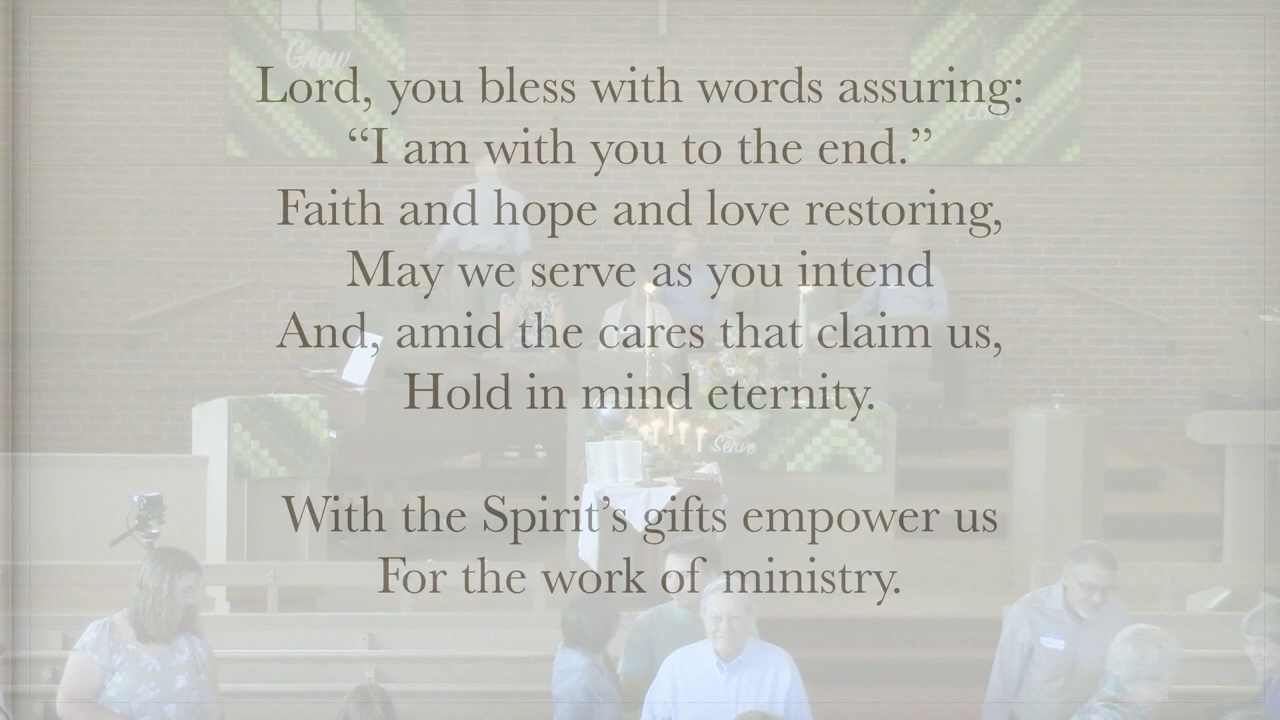 Grow
Lord, you bless with words assuring:
“I am with you to the end.”
Faith and hope and love restoring,
May we serve as you intend
And, amid the cares that claim us,
Hold in mind eternity.
Serve
With the Spirit’s gifts empower us
For the work of ministry.